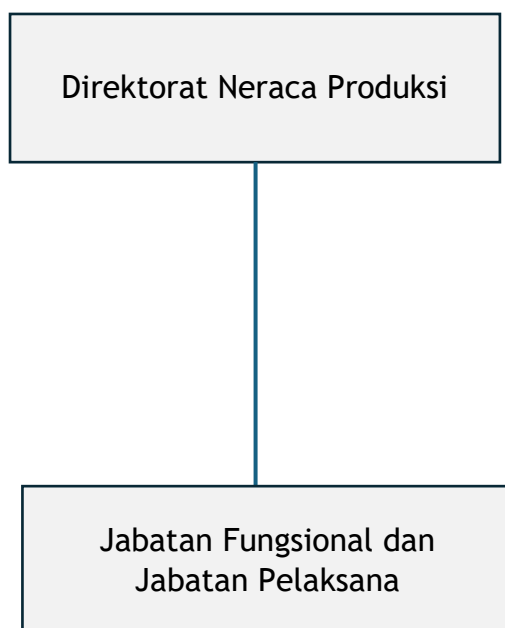 Direktorat Neraca Produksi
Jabatan Fungsional dan
Jabatan Pelaksana